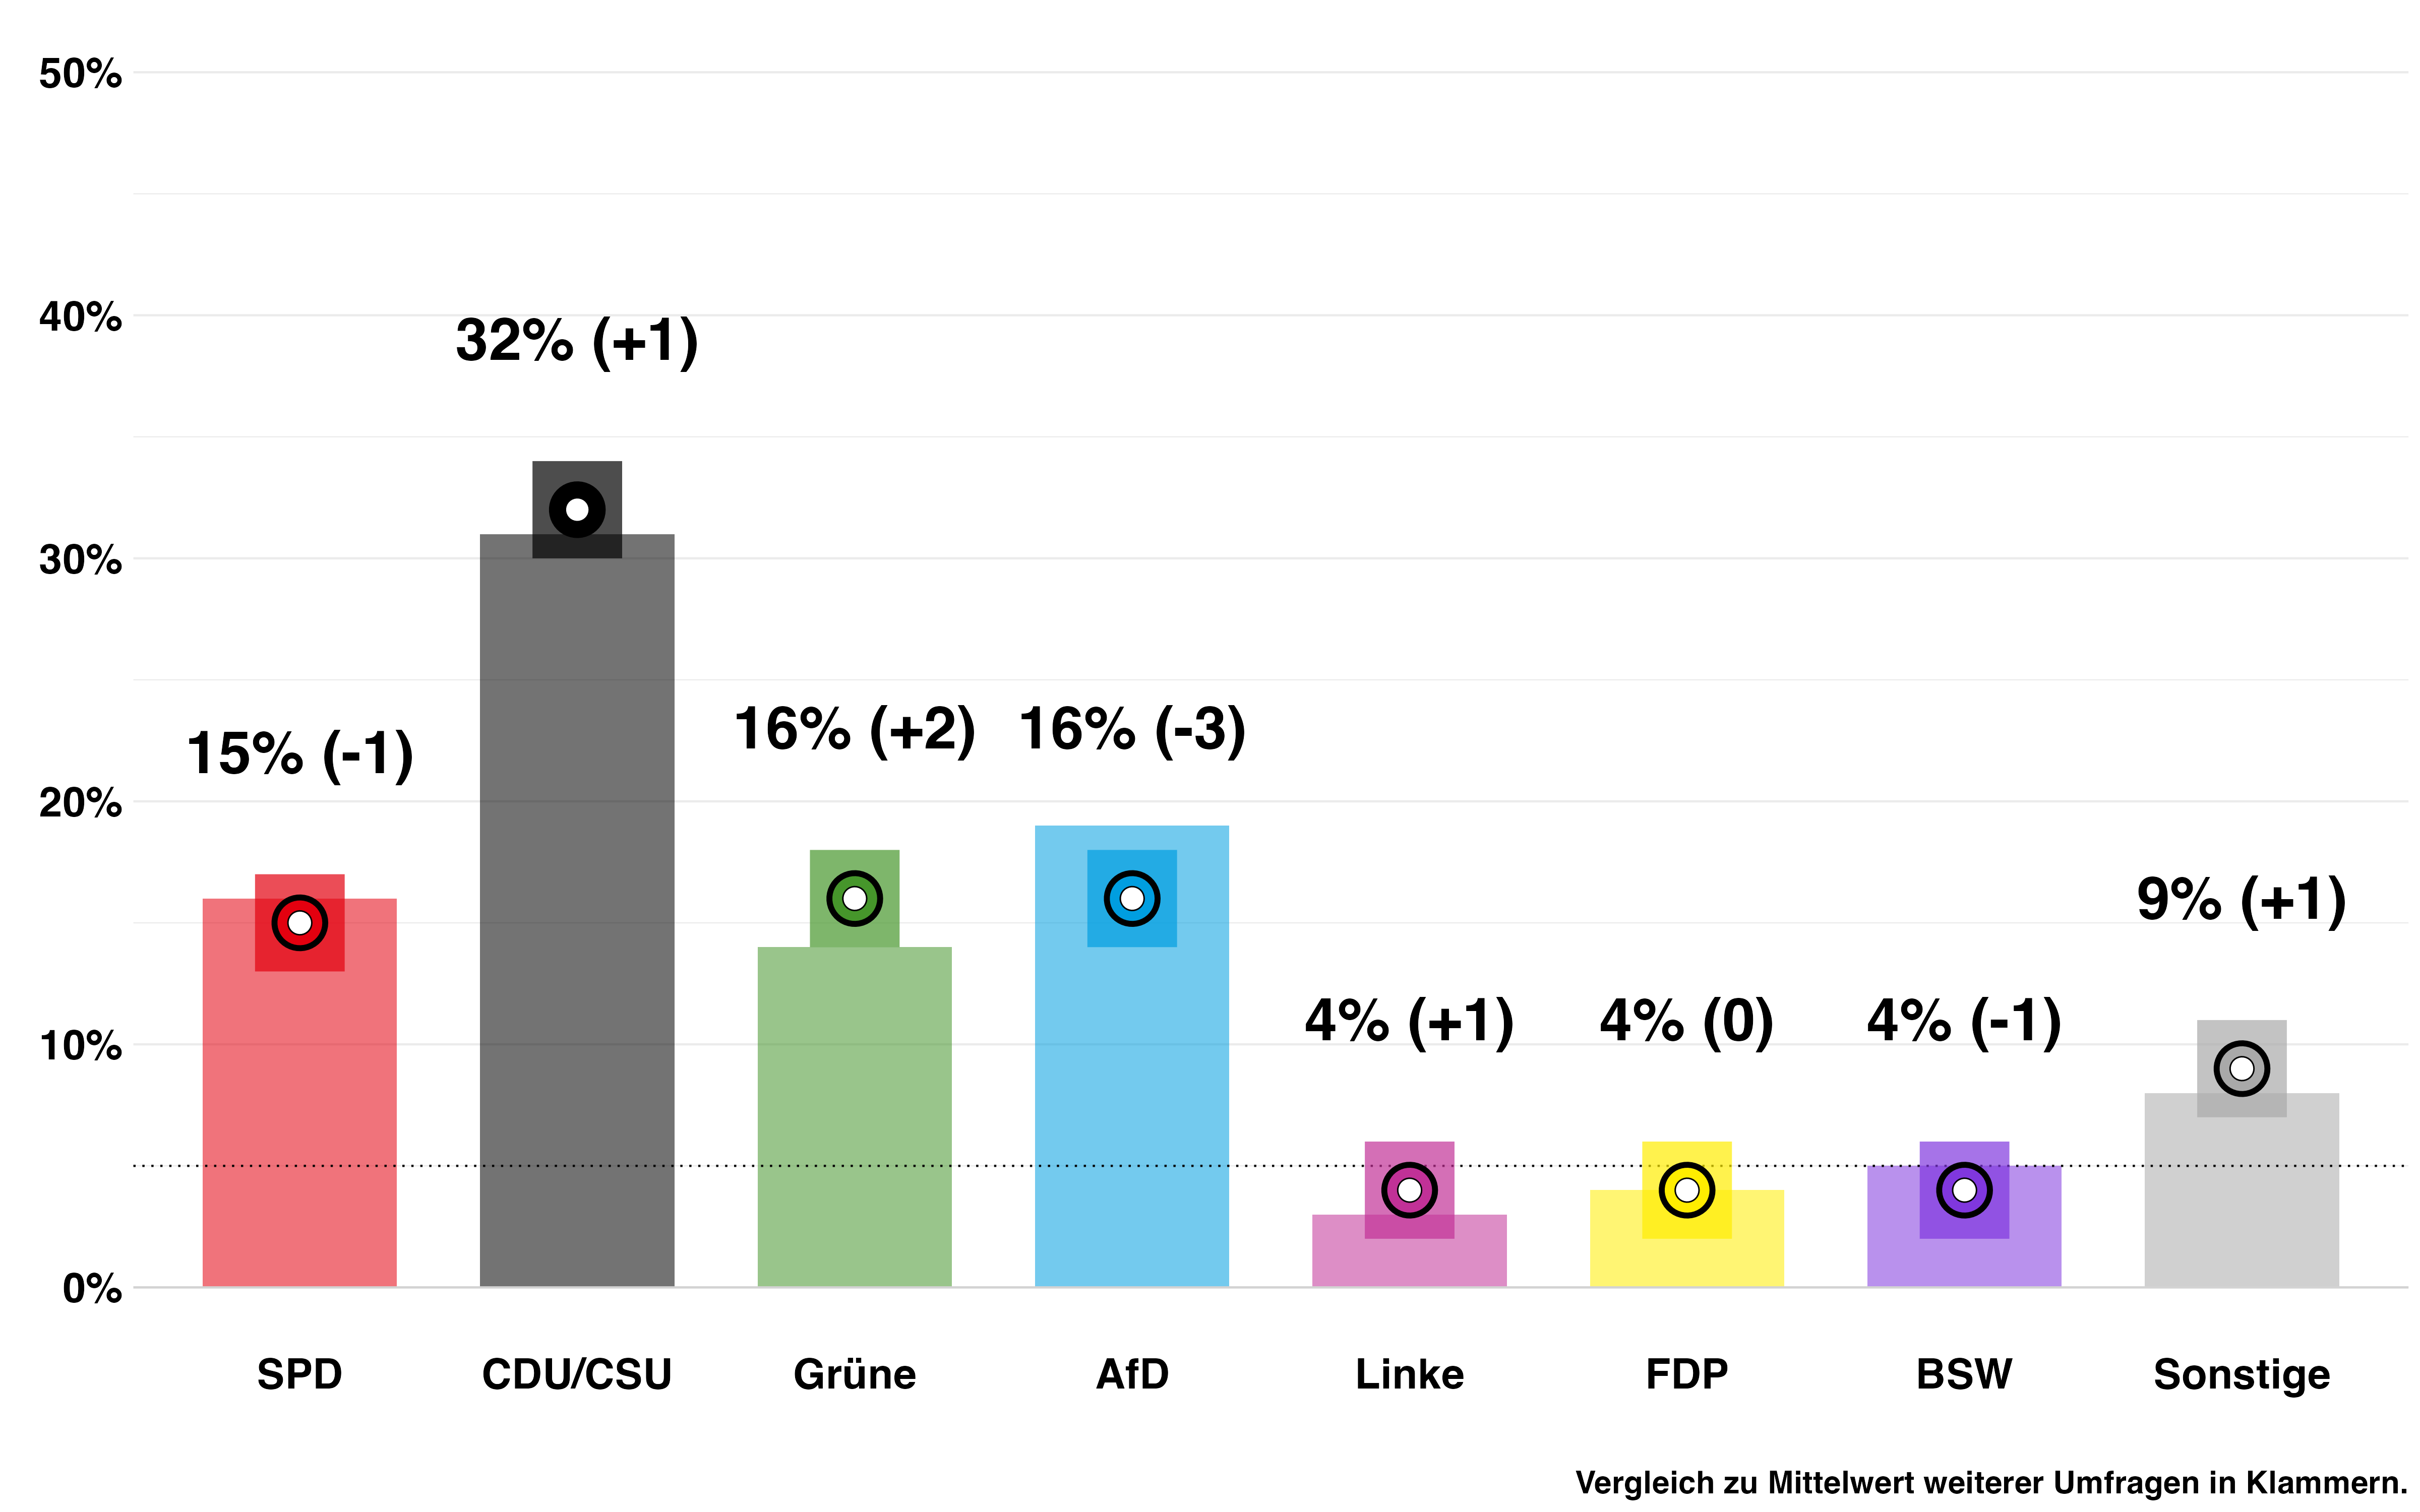 50%
40%
30%
20%
10%
0%
15% (-1)
32% (+1)
16% (+2)
16% (-3)
4% (+1)
4% (0)
4% (-1)
9% (+1)
SPD
CDU/CSU
Grüne
AfD
Linke
FDP
BSW
Sonstige
Vergleich zu Mittelwert weiterer Umfragen in Klammern.